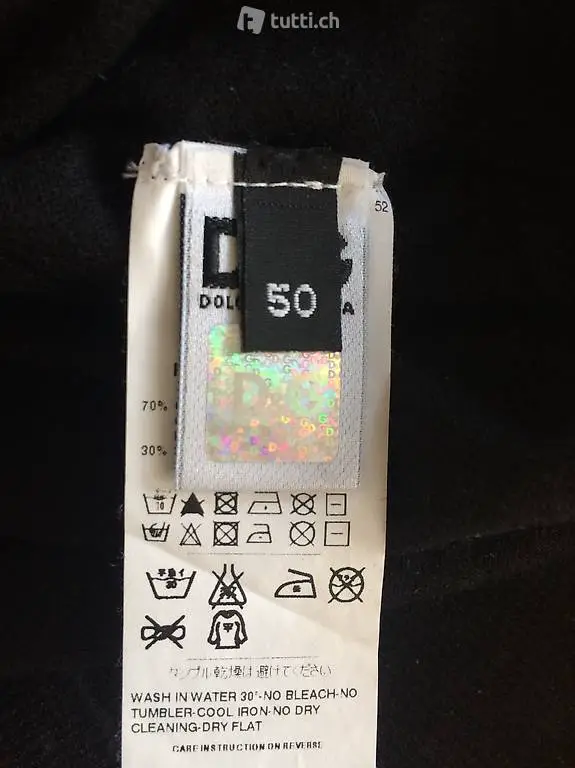 tutti.ch
52
50
DOL
A
70%
30%
タンブル乾燥は避けてください
WASH IN WATER 30°-NO BLEACH-NO
TUMBLER-COOL IRON-NO DRY
CLEANING-DRY FLAT
CARE INSTRUCTION ON REVERSE